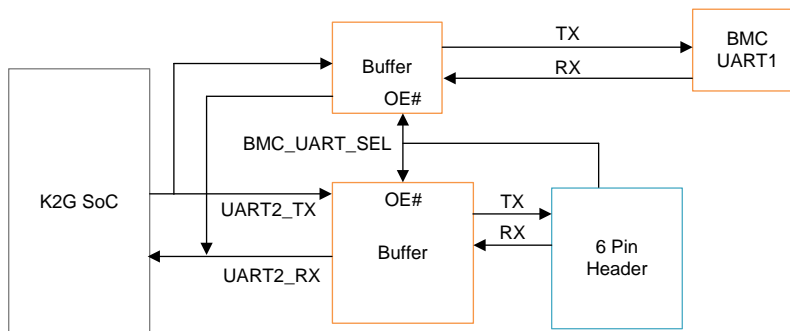 TX
BMC
UART1
RX
Buffer
OE#
BMC_UART_SEL
K2G SoC
OE#
TX
UART2_TX
RX
Buffer
6 Pin
Header
UART2_RX